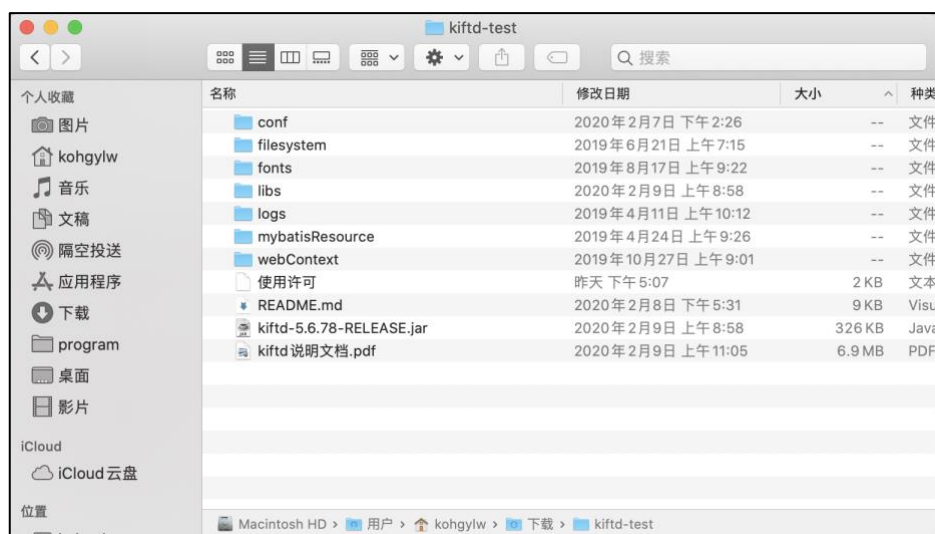 kiftd-test
搜索
个人收藏
图片
kohgylw
音乐
文稿
隔空投送
应用程序
下载
program
桌面
影片
iCloud
iCloud 云盘
位置
名称 修改日期 大小 种类
conf 2020年2月7日 下午2:26 -- 文件
filesystem 2019年6月21日 上午7:15 -- 文件
fonts 2019年8月17日 上午9:22 -- 文件
libs 2020年2月9日 上午8:58 -- 文件
logs 2019年4月11日 上午10:12 -- 文件
mybatisResource 2019年4月24日 上午9:26 -- 文件
webContext 2019年10月27日 上午9:01 -- 文件
使用许可 昨天 下午5:07 2 KB 文本
README.md 2020年2月8日 下午5:31 9 KB Visu
kiftd-5.6.78-RELEASE.jar 2020年2月9日 上午8:58 326 KB Java
kiftd说明文档.pdf 2020年2月9日 上午11:05 6.9 MB PDF
Macintosh HD › 用户 › kohgylw › 下载 › kiftd-test